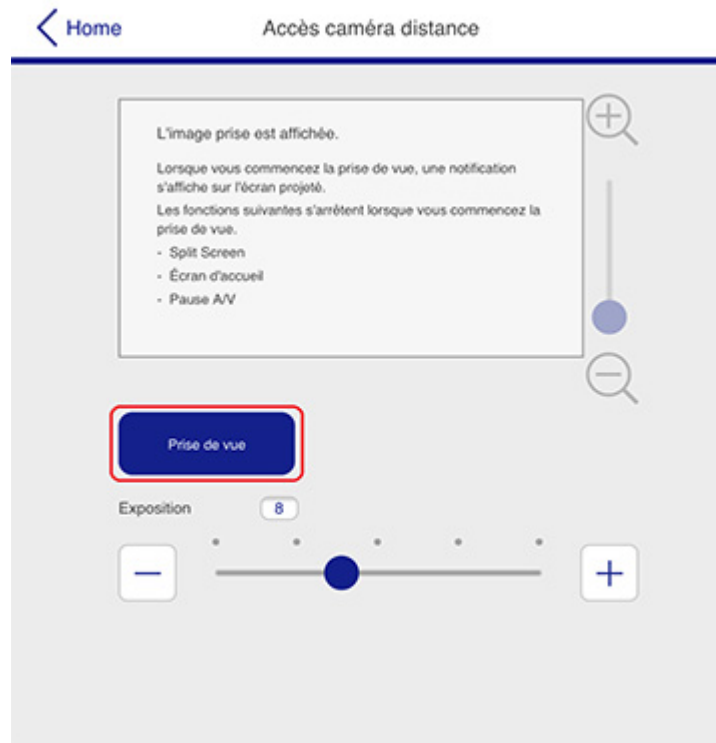 Home
Accès caméra distance
L'image prise est affichée.
Lorsque vous commencez la prise de vue, une notification
s'affiche sur l'écran projeté.
Les fonctions suivantes s'arrêtent lorsque vous commencez la
prise de vue.
- Split Screen
- Écran d'accueil
- Pause A/V
Prise de vue
Exposition 8